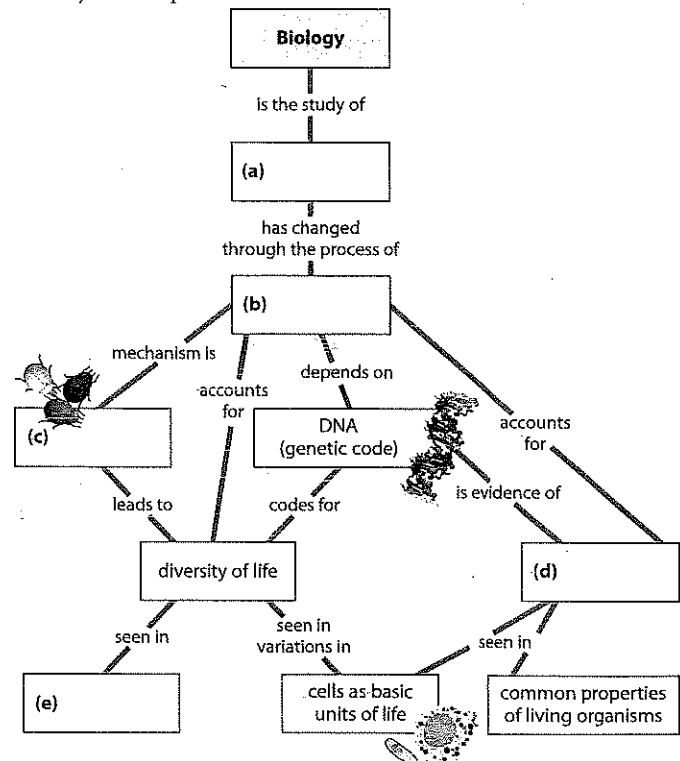 Biology
is the study of
(a)
has changed
through the process of
(b)
mechanism is
accounts
for
depends on
accounts
for
(c)
DNA
(genetic code)
leads to
codes for
is evidence of
diversity of life
(d)
seen in
seen in
variations in
seen in
(e)
cells as basic
units of life
common properties
of living organisms